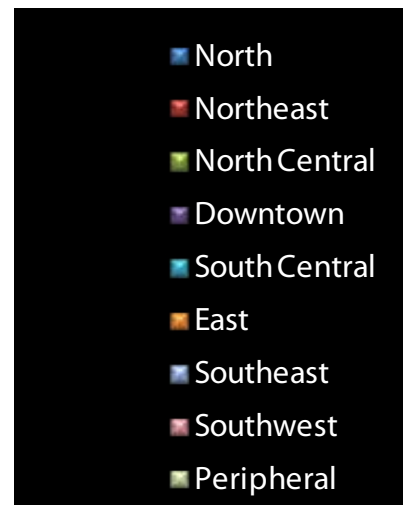 North
Northeast
North Central
Downtown
South Central
East
Southeast
Southwest
Peripheral